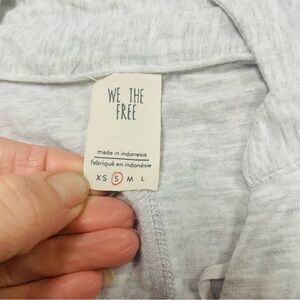 WE THE
FREE
made in indonesia
fabriqué en indonésie
XS S M L